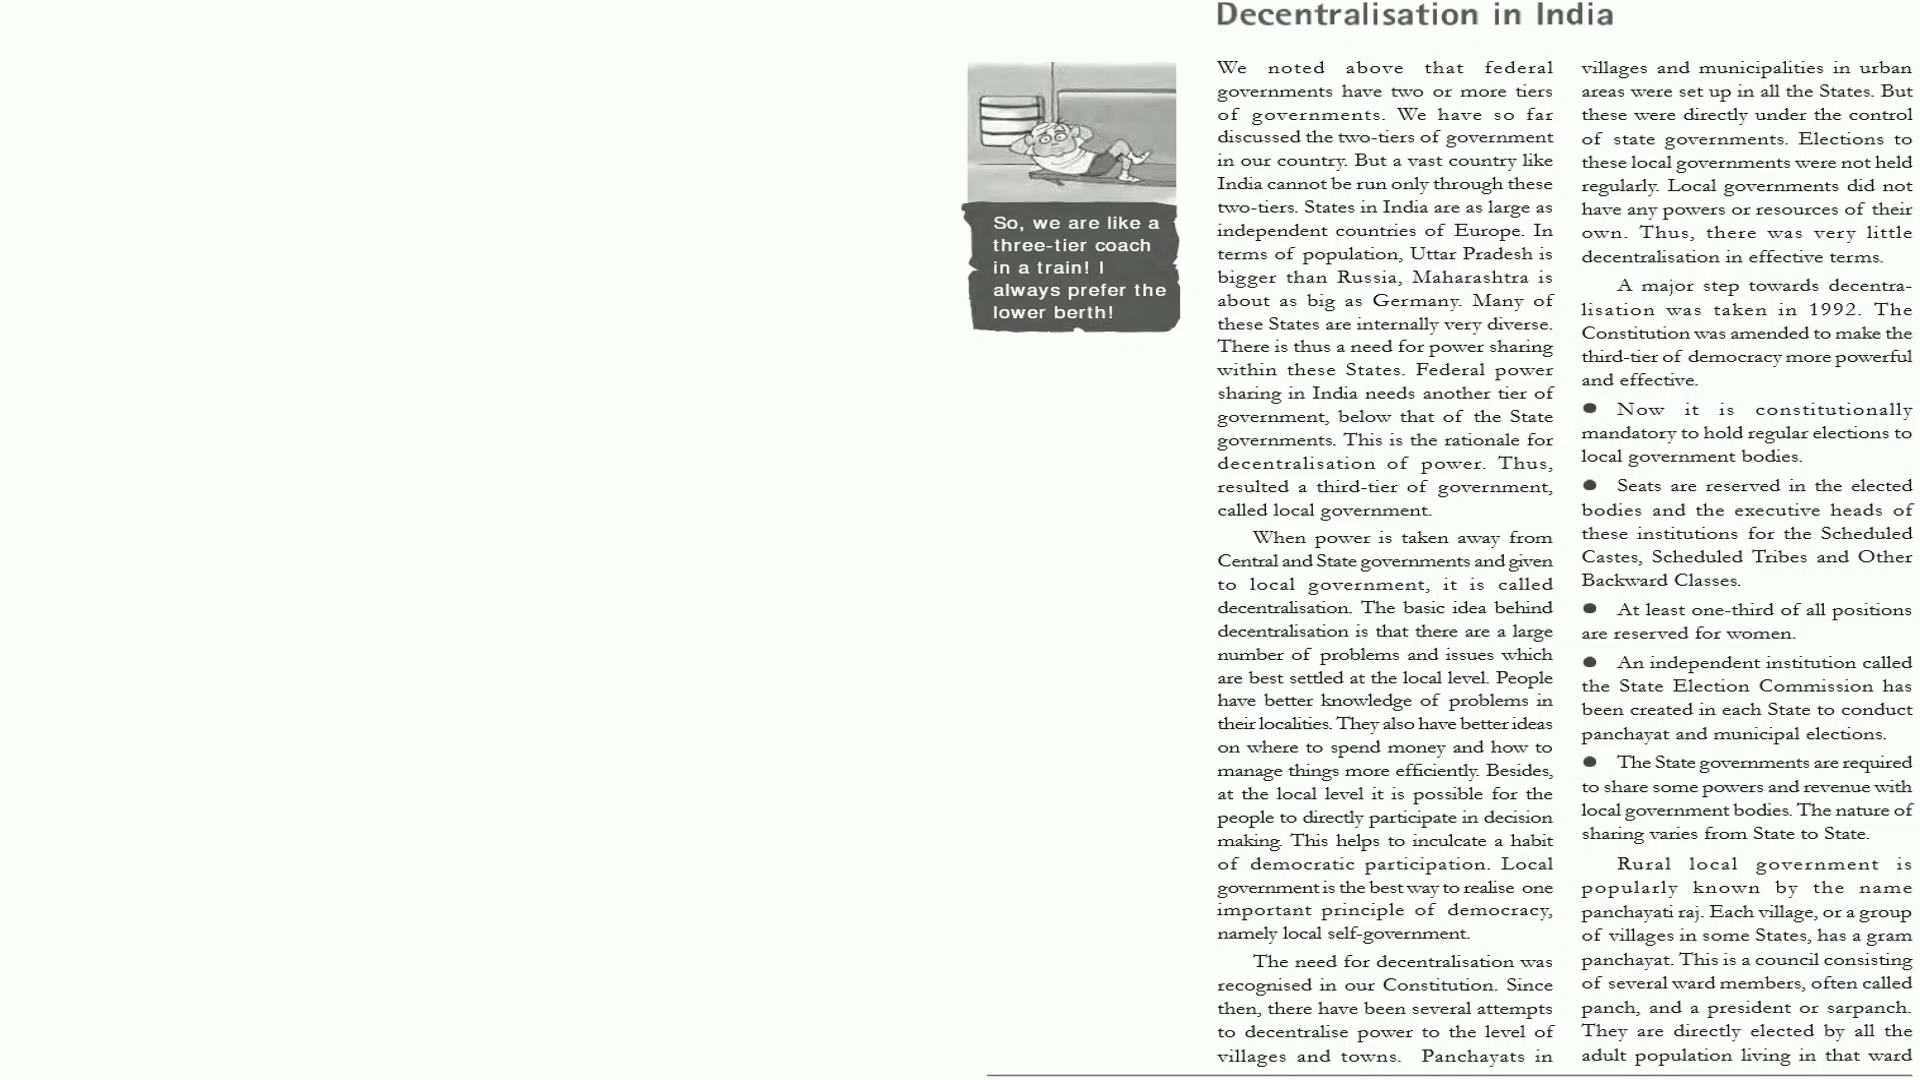 Decentralisation in India
So, we are like a
three-tier coach
in a train! I
always prefer the
lower berth!
We noted above that federal
governments have two or more tiers
of governments. We have so far
discussed the two-tiers of government
in our country. But a vast country like
India cannot be run only through these
two-tiers. States in India are as large as
independent countries of Europe. In
terms of population, Uttar Pradesh is
bigger than Russia, Maharashtra is
about as big as Germany. Many of
these States are internally very diverse.
There is thus a need for power sharing
within these States. Federal power
sharing in India needs another tier of
government, below that of the State
governments. This is the rationale for
decentralisation of power. Thus,
resulted a third-tier of government,
called local government.
When power is taken away from
Central and State governments and given
to local government, it is called
decentralisation. The basic idea behind
decentralisation is that there are a large
number of problems and issues which
are best settled at the local level. People
have better knowledge of problems in
their localities. They also have better ideas
on where to spend money and how to
manage things more efficiently. Besides,
at the local level it is possible for the
people to directly participate in decision
making. This helps to inculcate a habit
of democratic participation. Local
government is the best way to realise one
important principle of democracy,
namely local self-government.
The need for decentralisation was
recognised in our Constitution. Since
then, there have been several attempts
to decentralise power to the level of
villages and towns. Panchayats in
villages and municipalities in urban
areas were set up in all the States. But
these were directly under the control
of state governments. Elections to
these local governments were not held
regularly. Local governments did not
have any powers or resources of their
own. Thus, there was very little
decentralisation in effective terms.
A major step towards decentra-
lisation was taken in 1992. The
Constitution was amended to make the
third-tier of democracy more powerful
and effective.
● Now it is constitutionally
mandatory to hold regular elections to
local government bodies.
● Seats are reserved in the elected
bodies and the executive heads of
these institutions for the Scheduled
Castes, Scheduled Tribes and Other
Backward Classes.
● At least one-third of all positions
are reserved for women.
● An independent institution called
the State Election Commission has
been created in each State to conduct
panchayat and municipal elections.
● The State governments are required
to share some powers and revenue with
local government bodies. The nature of
sharing varies from State to State.
Rural local government is
popularly known by the name
panchayati raj. Each village, or a group
of villages in some States, has a gram
panchayat. This is a council consisting
of several ward members, often called
panch, and a president or sarpanch.
They are directly elected by all the
adult population living in that ward